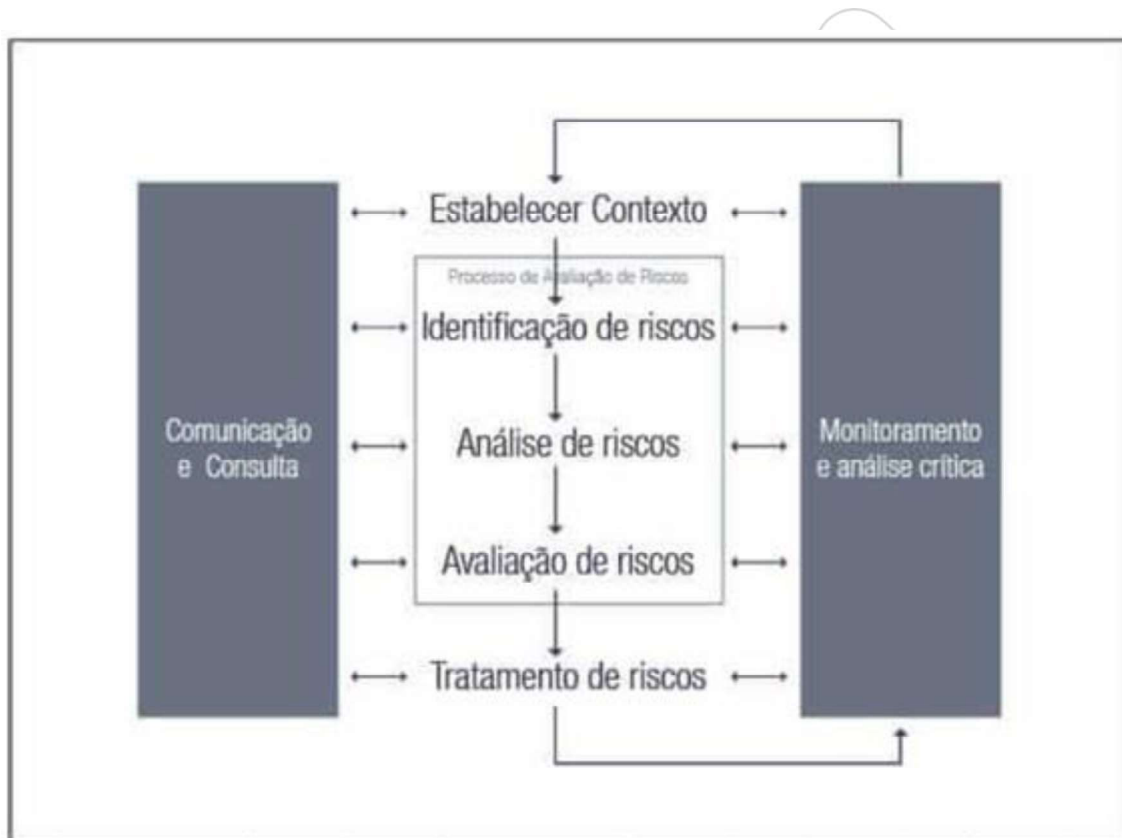 Estabelecer Contexto
Processo de Avaliação de Riscos
Identificação de riscos
Comunicação
e Consulta
Análise de riscos
Monitoramento
e análise crítica
Avaliação de riscos
Tratamento de riscos